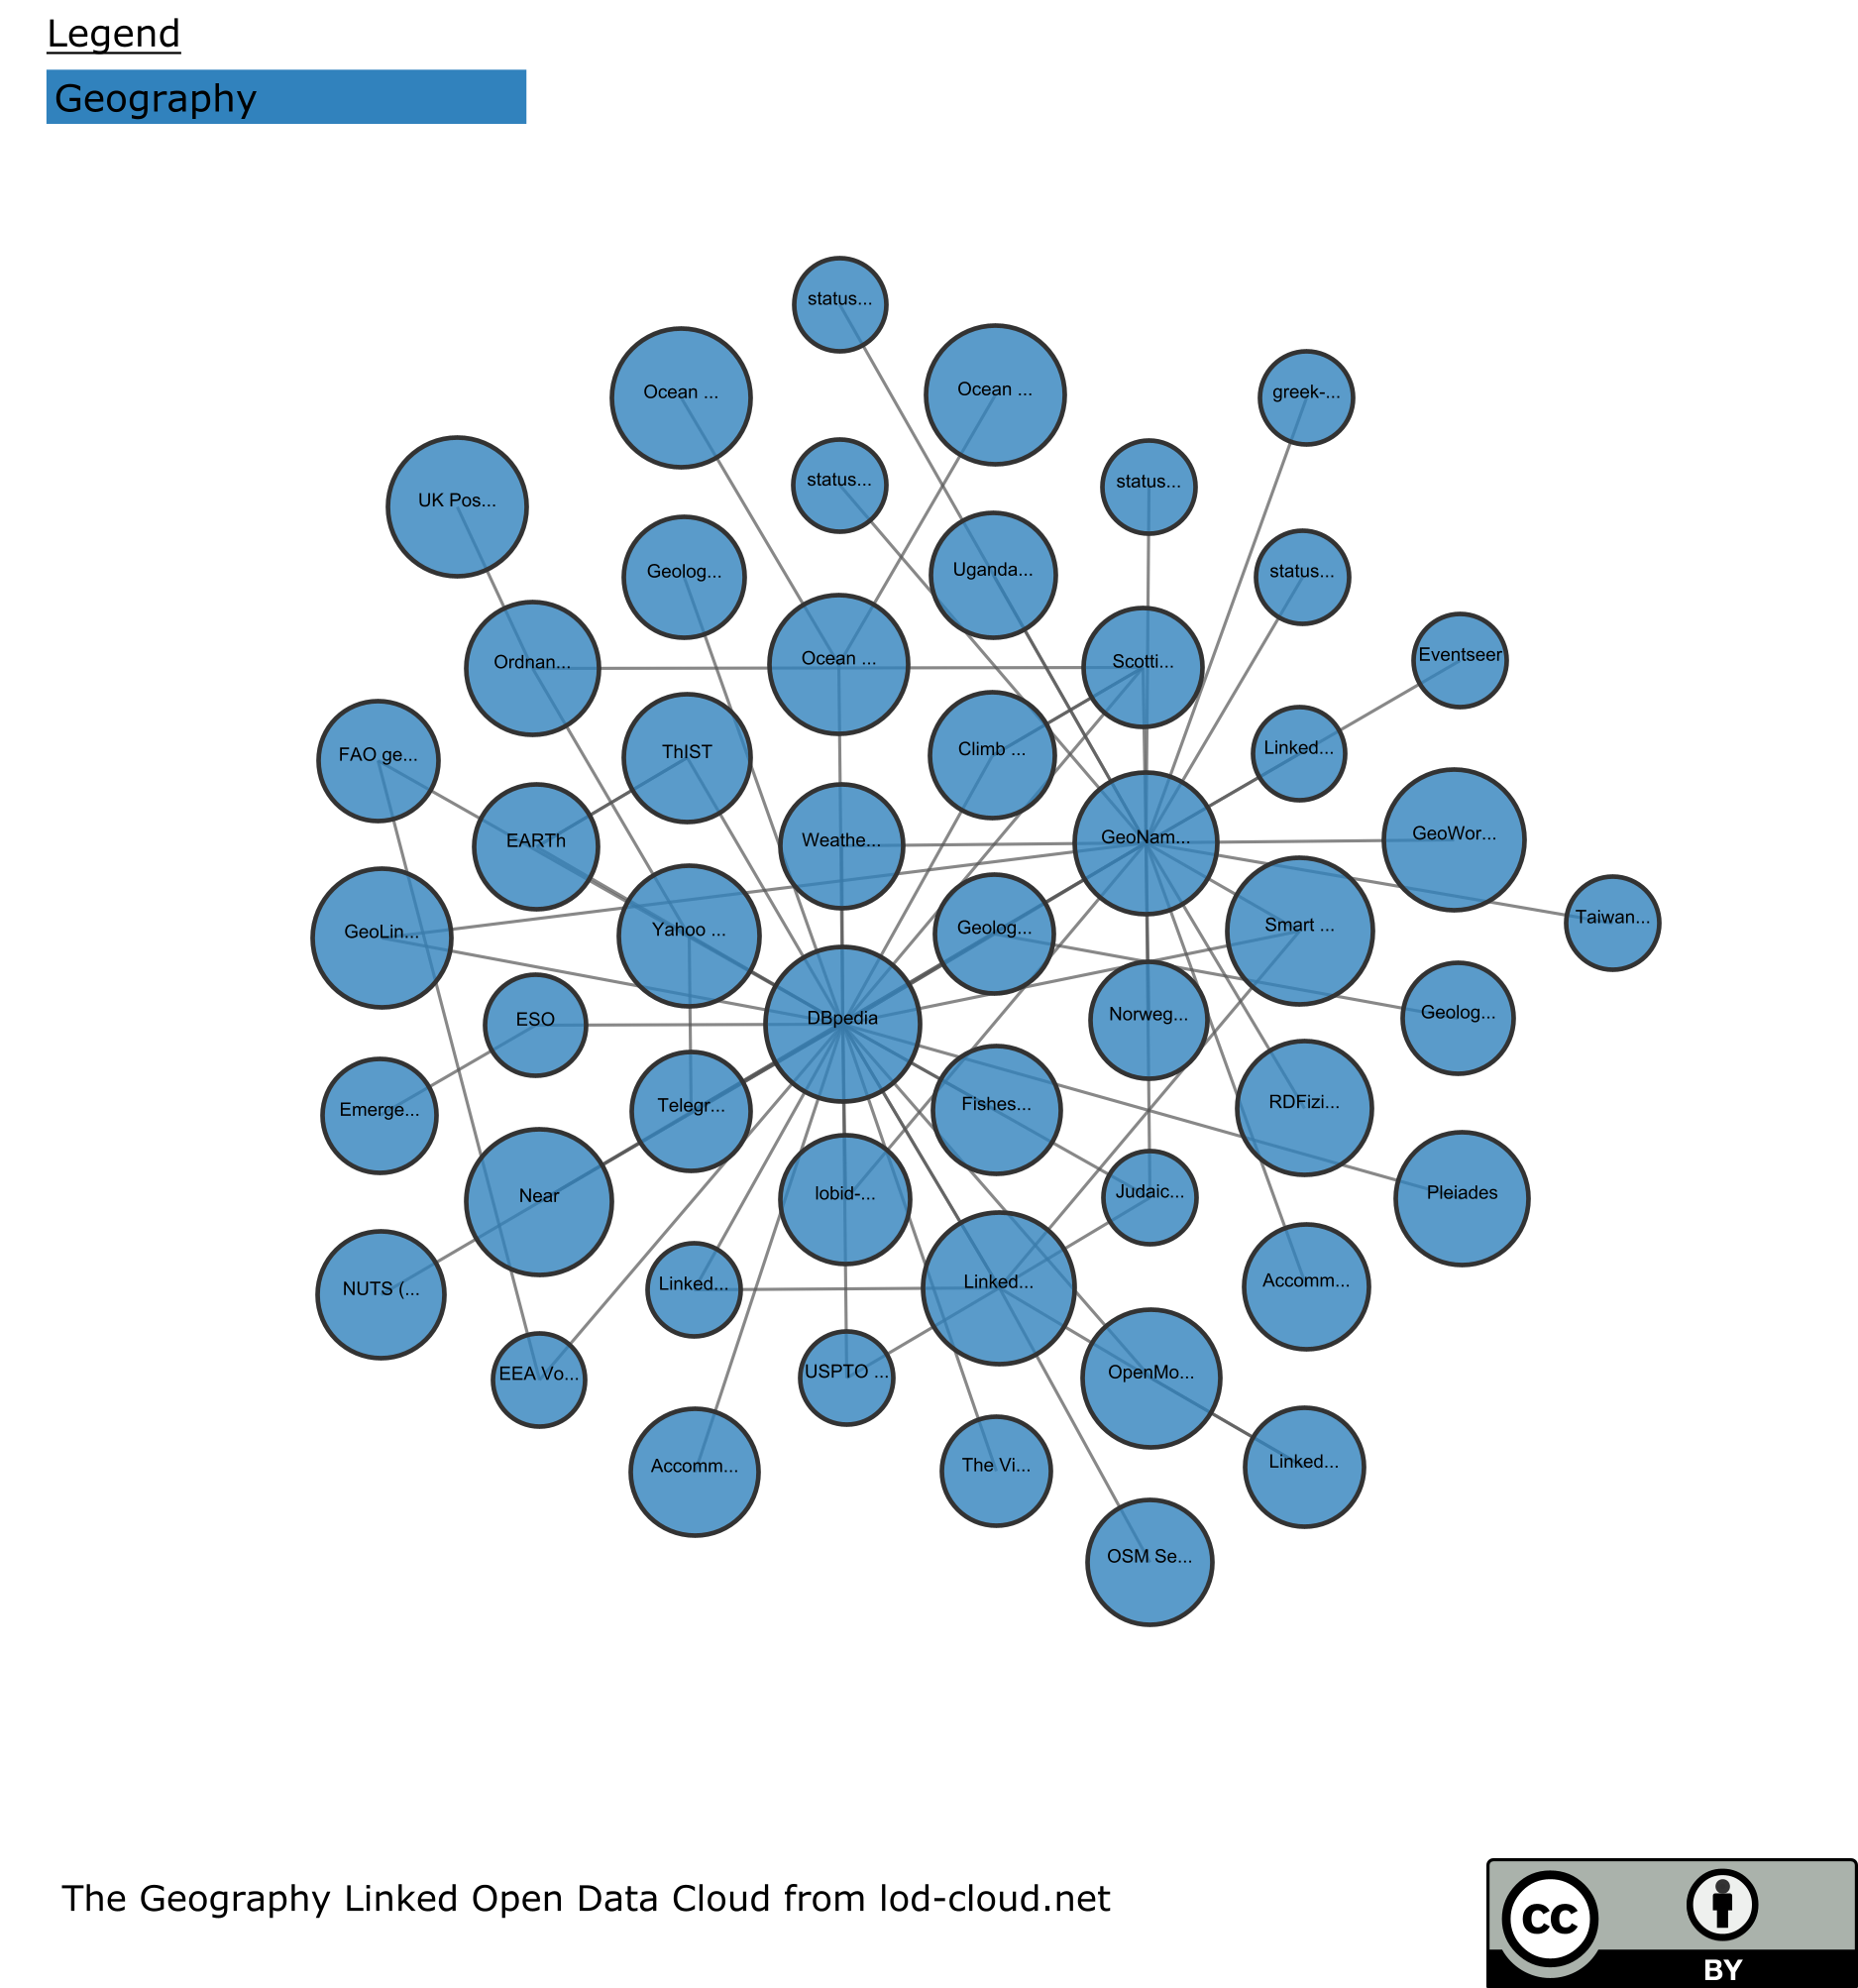 Legend
Geography
status...
Ocean ...
Ocean ...
greek-...
status...
status...
UK Pos...
Geolog...
Uganda...
status...
Ordnan...
Ocean ...
Scotti...
Eventseer
FAO ge...
ThIST
Climb ...
Linked...
EARTh
Weathe...
GeoNam...
GeoWor...
GeoLin...
Yahoo ...
Geolog...
Smart ...
Taiwan...
ESO
DBpedia
Norweg...
Geolog...
Emerge...
Telegr...
Fishes...
RDFizi...
Near
lobid-...
Judaic...
Pleiades
NUTS (...
Linked...
Linked...
Accomm...
EEA Vo...
USPTO ...
OpenMo...
Accomm...
The Vi...
Linked...
OSM Se...
The Geography Linked Open Data Cloud from lod-cloud.net
cc
BY